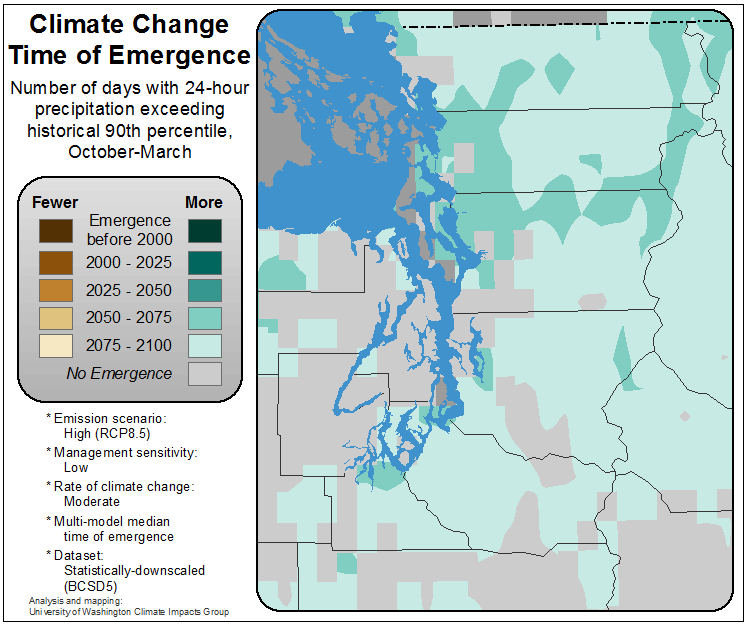 Climate Change
Time of Emergence
Number of days with 24-hour
precipitation exceeding
historical 90th percentile,
October-March
Fewer
More
Emergence
before 2000
2000 - 2025
2025 - 2050
2050 - 2075
2075 - 2100
No Emergence
* Emission scenario:
High (RCP8.5)
* Management sensitivity:
Low
* Rate of climate change:
Moderate
* Multi-model median
time of emergence
* Dataset:
Statistically-downscaled
(BCSD5)
Analysis and mapping:
University of Washington Climate Impacts Group